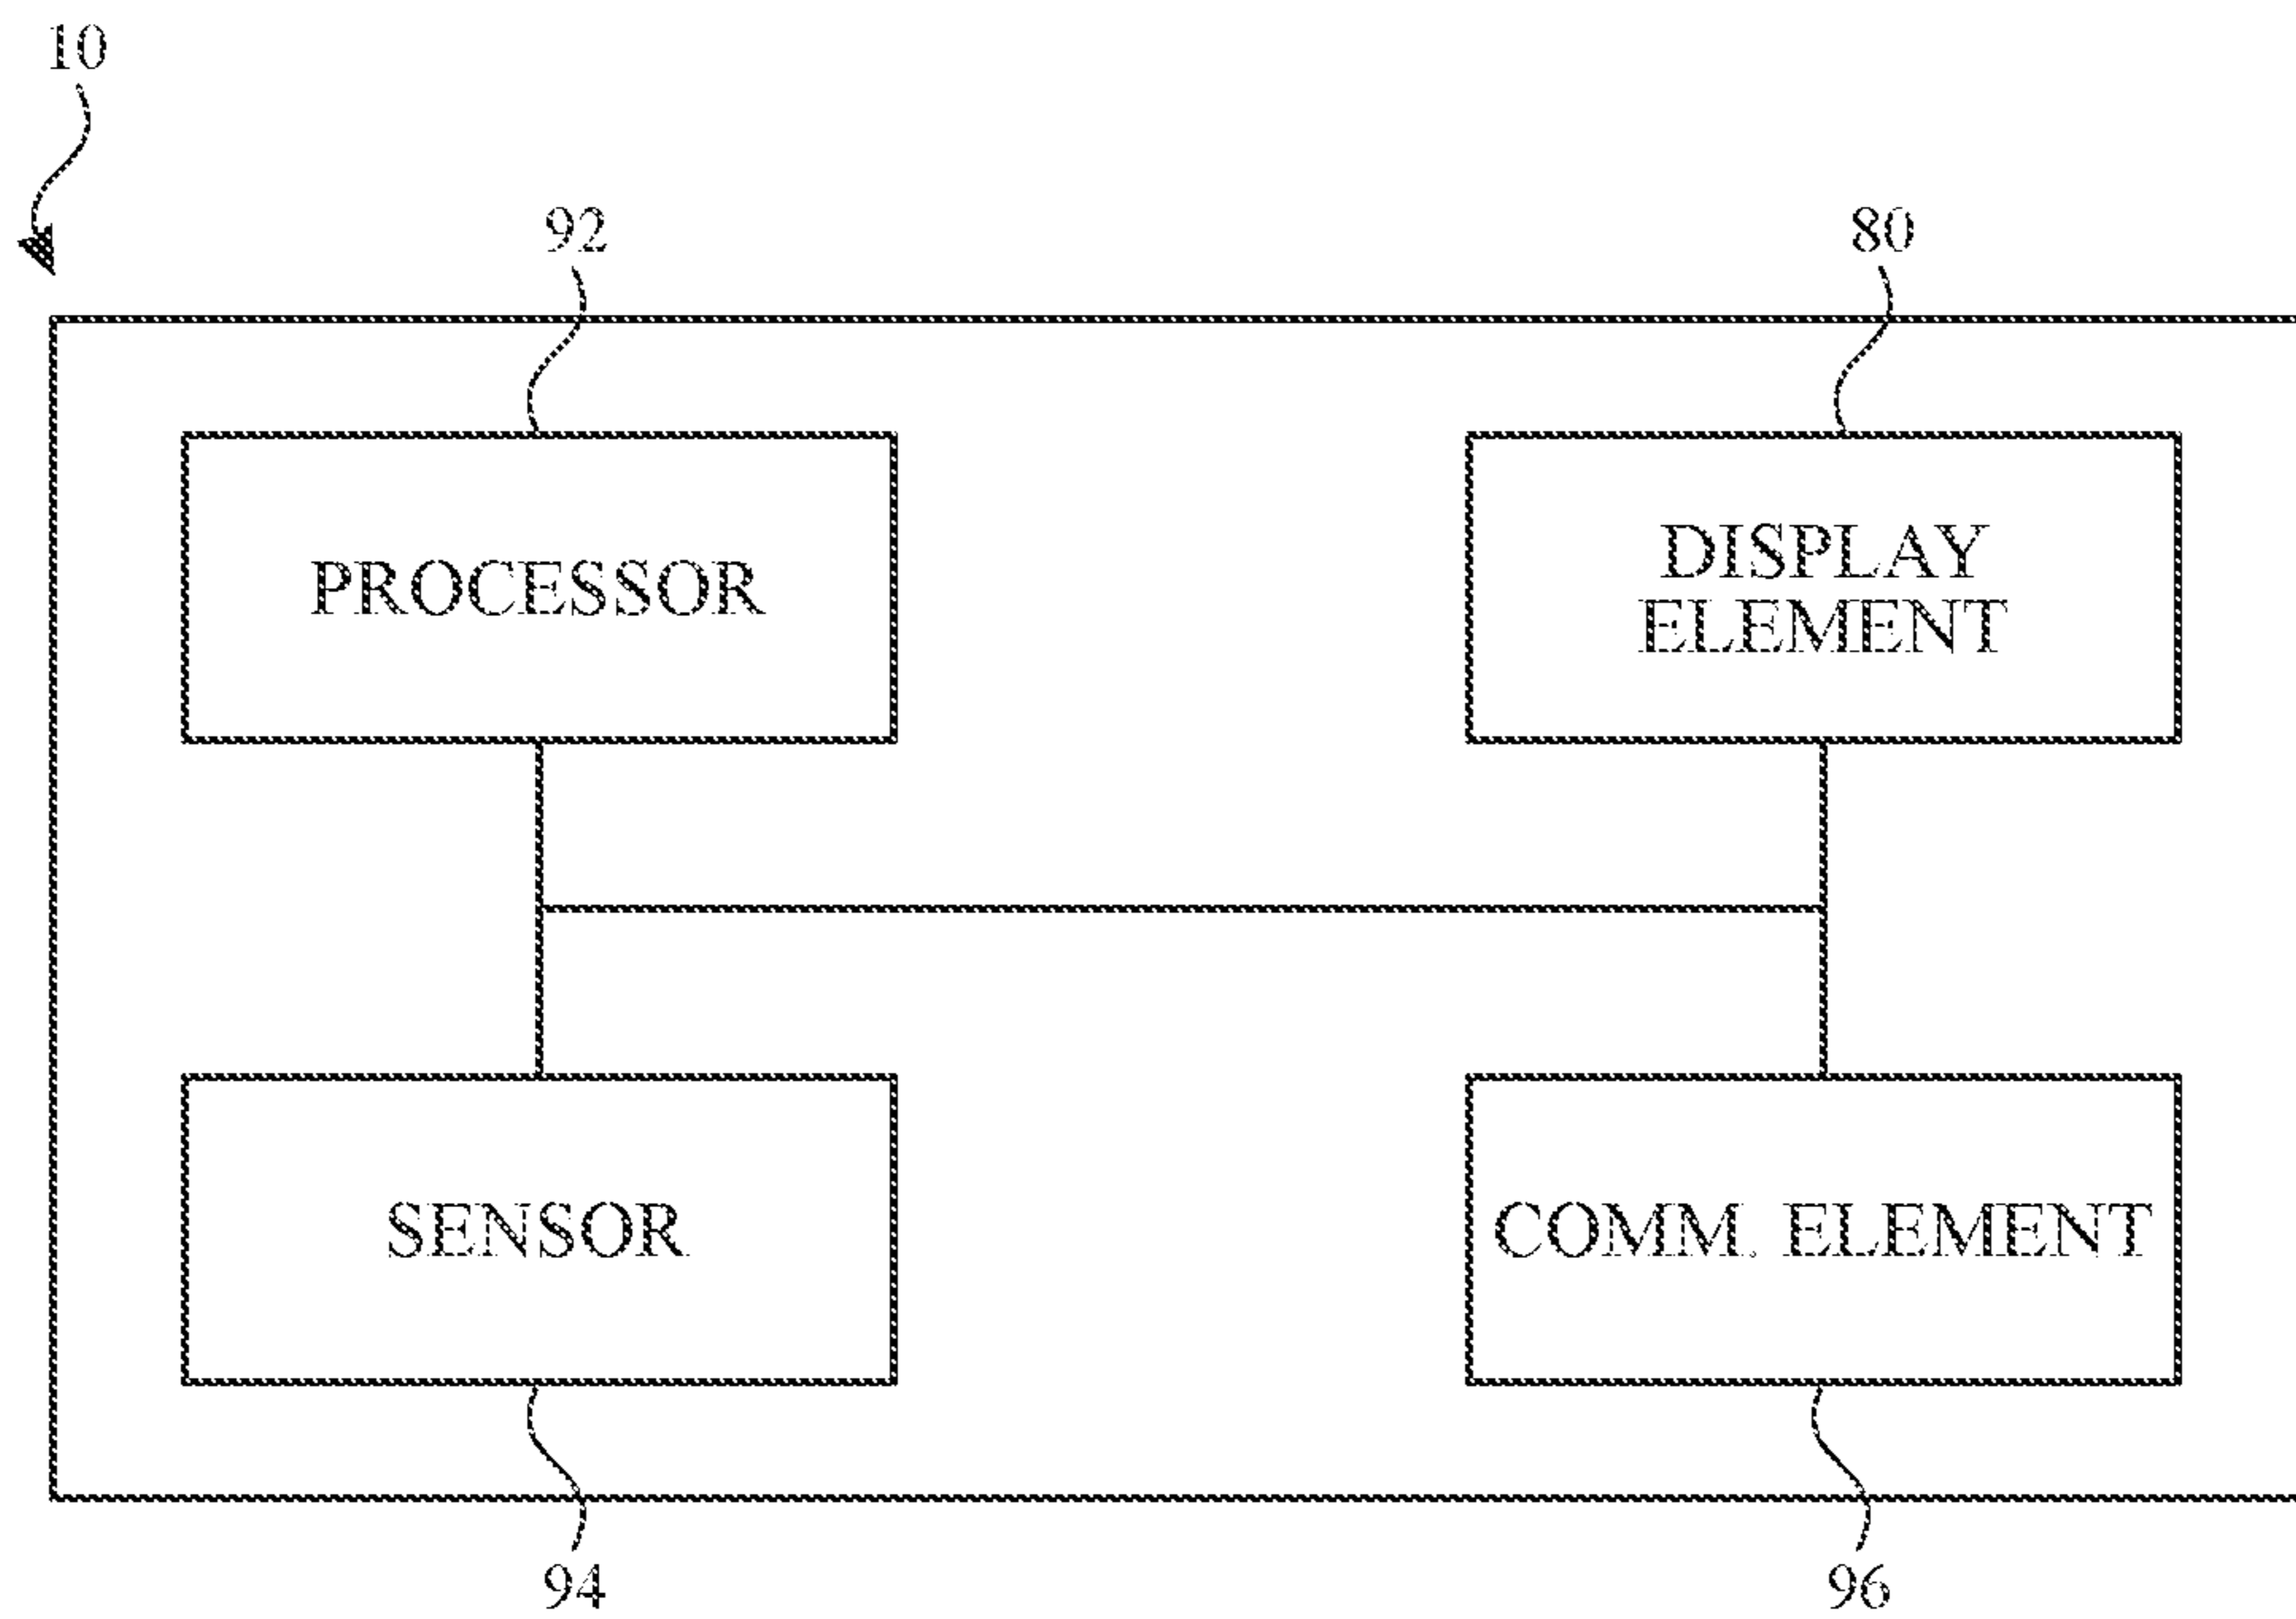 10
92
80
PROCESSOR
DISPLAY
ELEMENT
SENSOR
COMM. ELEMENT
94
96